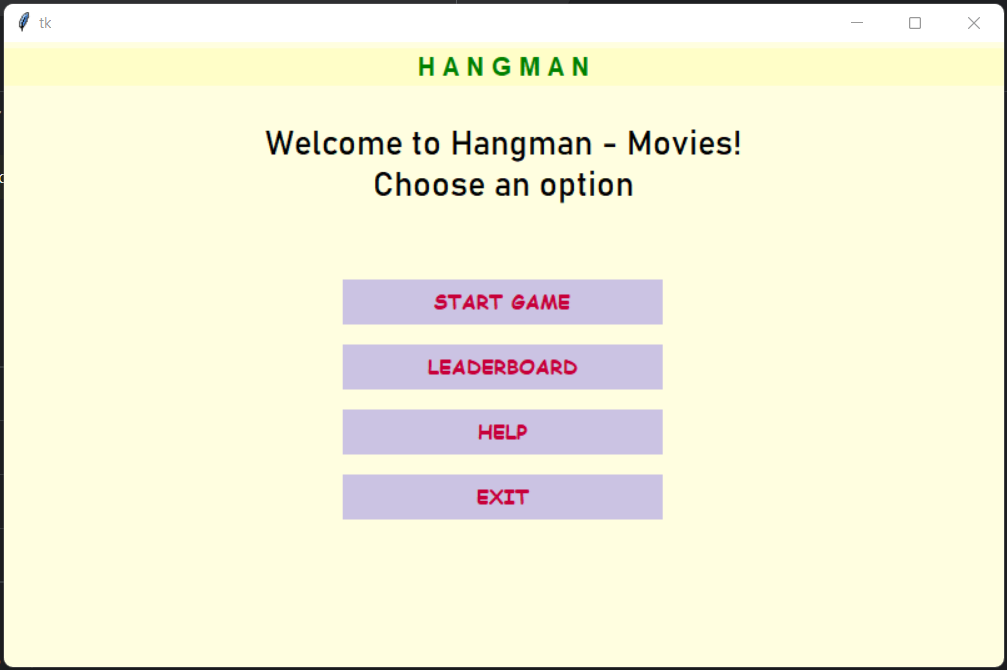 tk
H A N G M A N
Welcome to Hangman - Movies!
Choose an option
START GAME
LEADERBOARD
HELP
EXIT